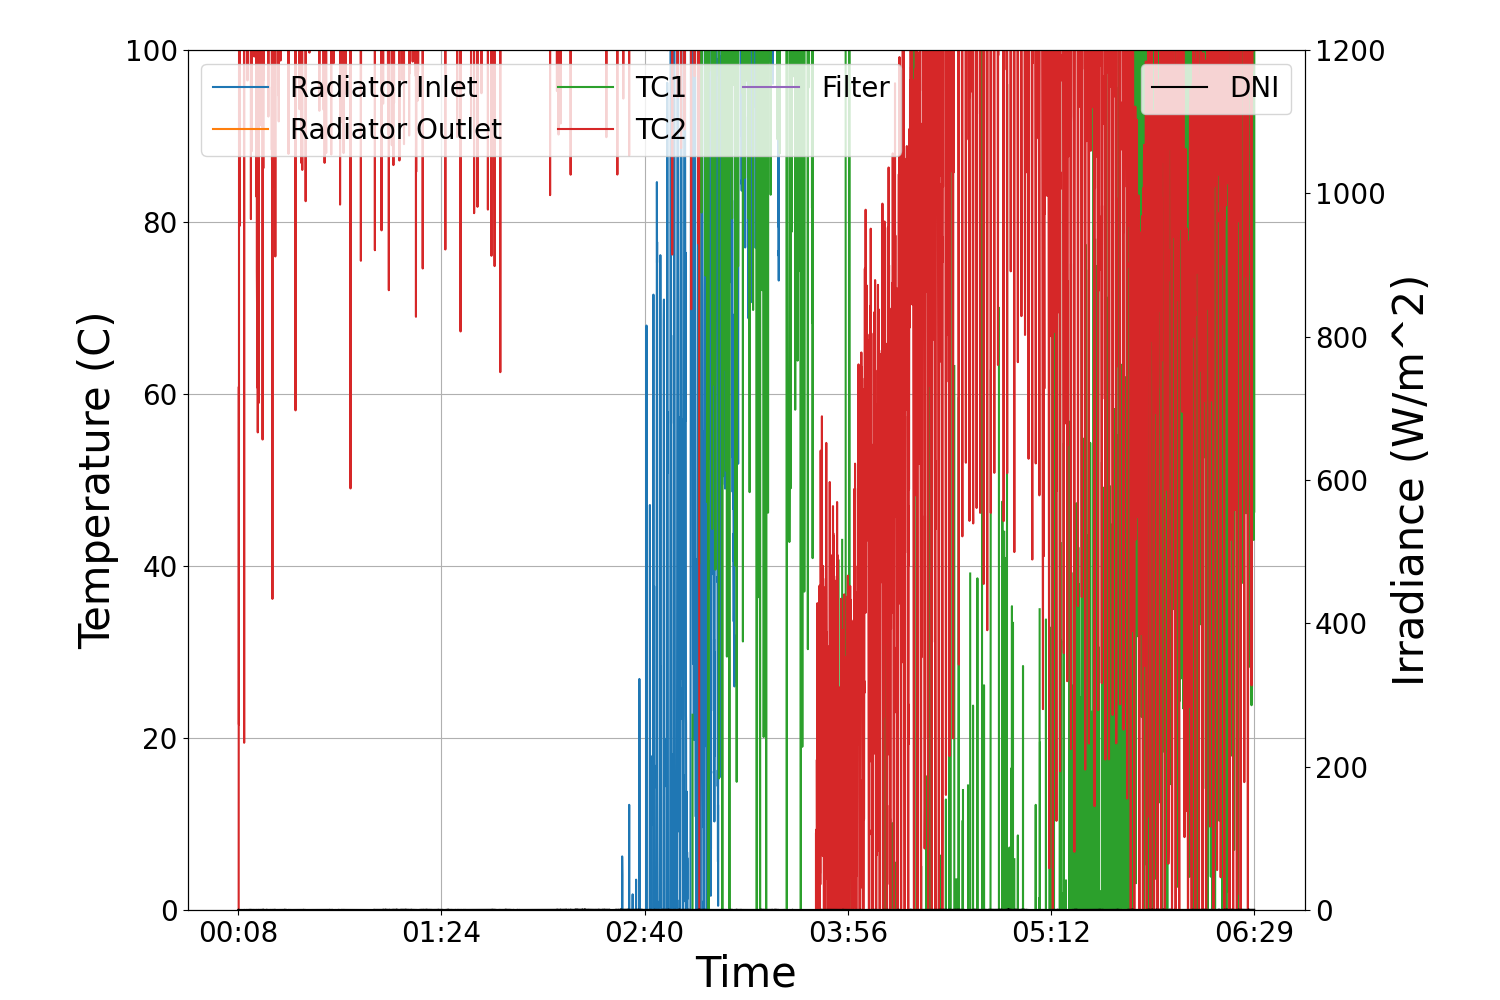 100
80
60
40
20
0
Temperature (C)
Radiator Inlet
Radiator Outlet
TC1
TC2
Filter
DNI
1200
1000
800
600
400
200
0
Irradiance (W/m^2)
00:08
01:24
02:40
03:56
05:12
06:29
Time